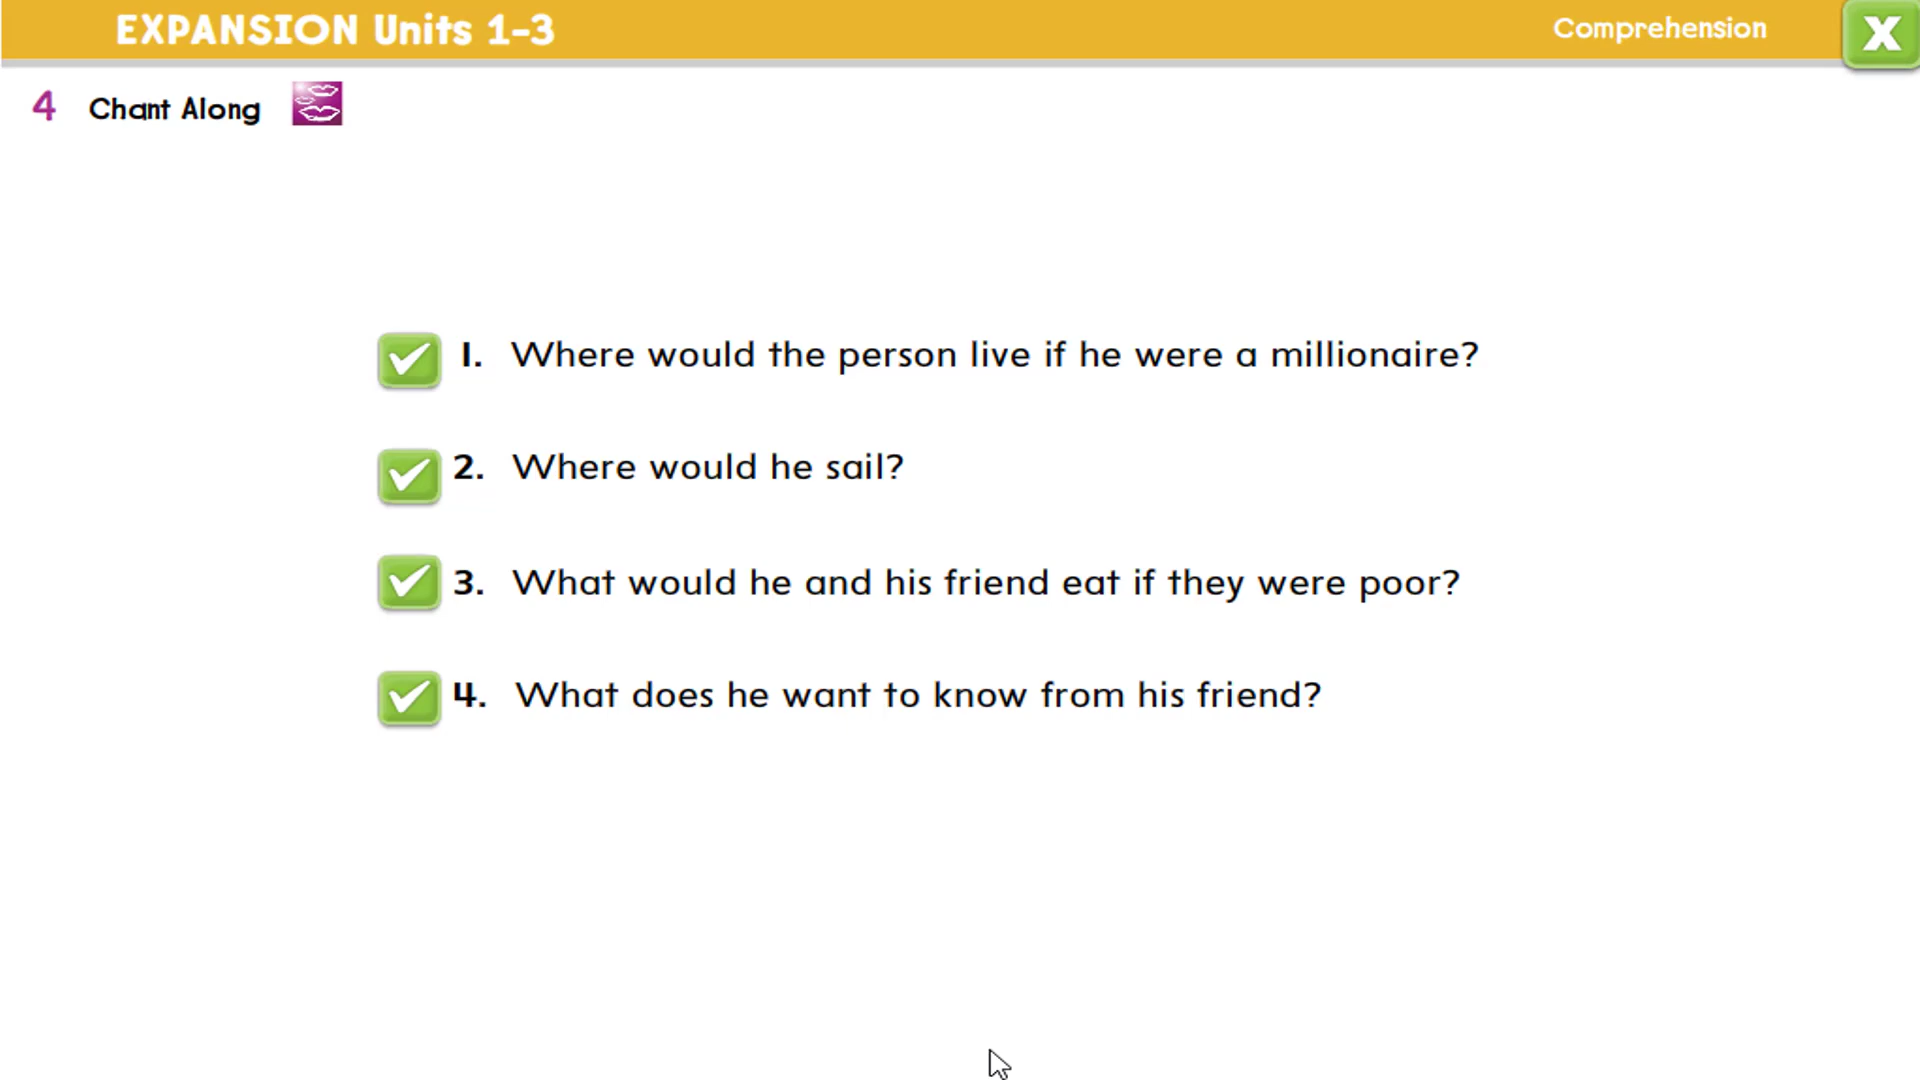 EXPANSION Units 1-3
Comprehension
X
4 Chant Along
1. Where would the person live if he were a millionaire?
2. Where would he sail?
3. What would he and his friend eat if they were poor?
4. What does he want to know from his friend?